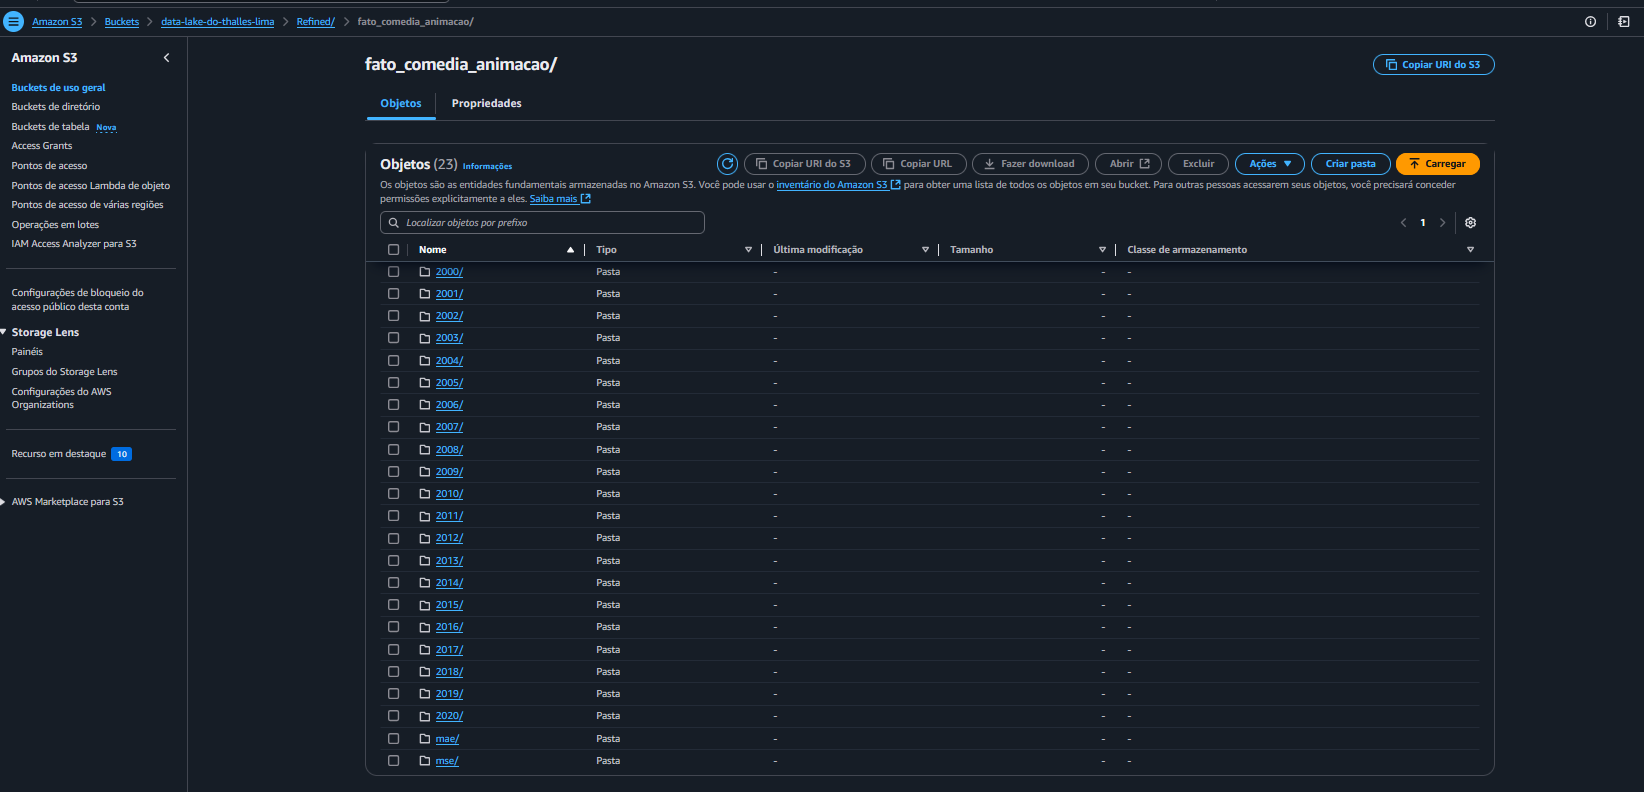 Amazon S3 > Buckets > data-lake-do-thalles-lima > Refined/ > fato_comedia_animacao/
Amazon S3
Buckets de uso geral
Buckets de diretório
Buckets de tabela Nova
Access Grants
Pontos de acesso
Pontos de acesso Lambda de objeto
Pontos de acesso de várias regiões
Operações em lotes
IAM Access Analyzer para S3
Configurações de bloqueio do
acesso público desta conta
Storage Lens
Painéis
Grupos do Storage Lens
Configurações do AWS
Organizations
Recurso em destaque 10
AWS Marketplace para S3
fato_comedia_animacao/
Copiar URI do S3
Objetos Propriedades
Objetos (23) Informações Copiar URI do S3 Copiar URL Fazer download Abrir Excluir Ações Criar pasta Carregar
Os objetos são as entidades fundamentais armazenadas no Amazon S3. Você pode usar o inventário do Amazon S3 para obter uma lista de todos os objetos em seu bucket. Para outras pessoas acessarem seus objetos, você precisará conceder
permissões explicitamente a eles. Saiba mais
Localizar objetos por prefixo < 1 >
Nome Tipo Última modificação Tamanho Classe de armazenamento
2000/ Pasta - - -
2001/ Pasta - - -
2002/ Pasta - - -
2003/ Pasta - - -
2004/ Pasta - - -
2005/ Pasta - - -
2006/ Pasta - - -
2007/ Pasta - - -
2008/ Pasta - - -
2009/ Pasta - - -
2010/ Pasta - - -
2011/ Pasta - - -
2012/ Pasta - - -
2013/ Pasta - - -
2014/ Pasta - - -
2015/ Pasta - - -
2016/ Pasta - - -
2017/ Pasta - - -
2018/ Pasta - - -
2019/ Pasta - - -
2020/ Pasta - - -
mae/ Pasta - - -
mse/ Pasta - - -